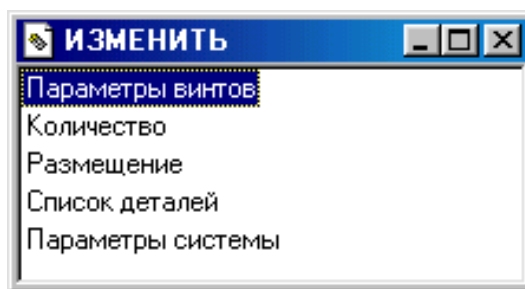 ИЗМЕНИТЬ
Параметры винтов
Количество
Размещение
Список деталей
Параметры системы